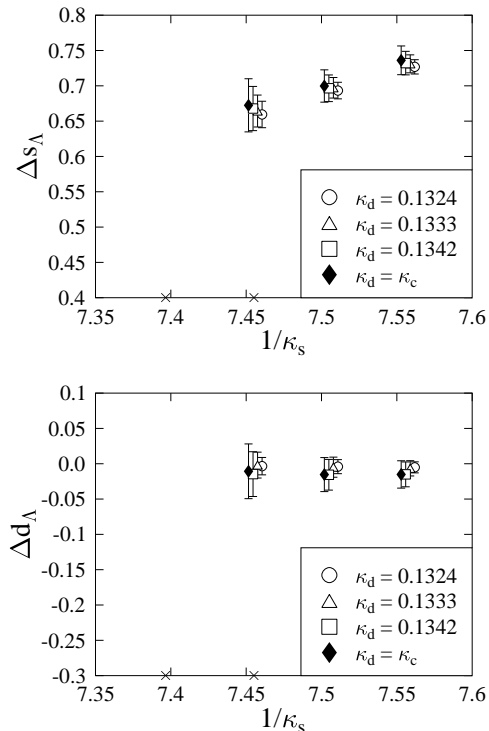 0.8
0.75
0.7
0.65
0.6
0.55
0.5
0.45
0.4
Δs_Λ
κ_d = 0.1324
κ_d = 0.1333
κ_d = 0.1342
κ_d = κ_c
7.35 7.4 7.45 7.5 7.55 7.6
1/κ_s
0.1
0.05
0.0
-0.05
-0.1
-0.15
-0.2
-0.25
-0.3
Δd_Λ
κ_d = 0.1324
κ_d = 0.1333
κ_d = 0.1342
κ_d = κ_c
7.35 7.4 7.45 7.5 7.55 7.6
1/κ_s